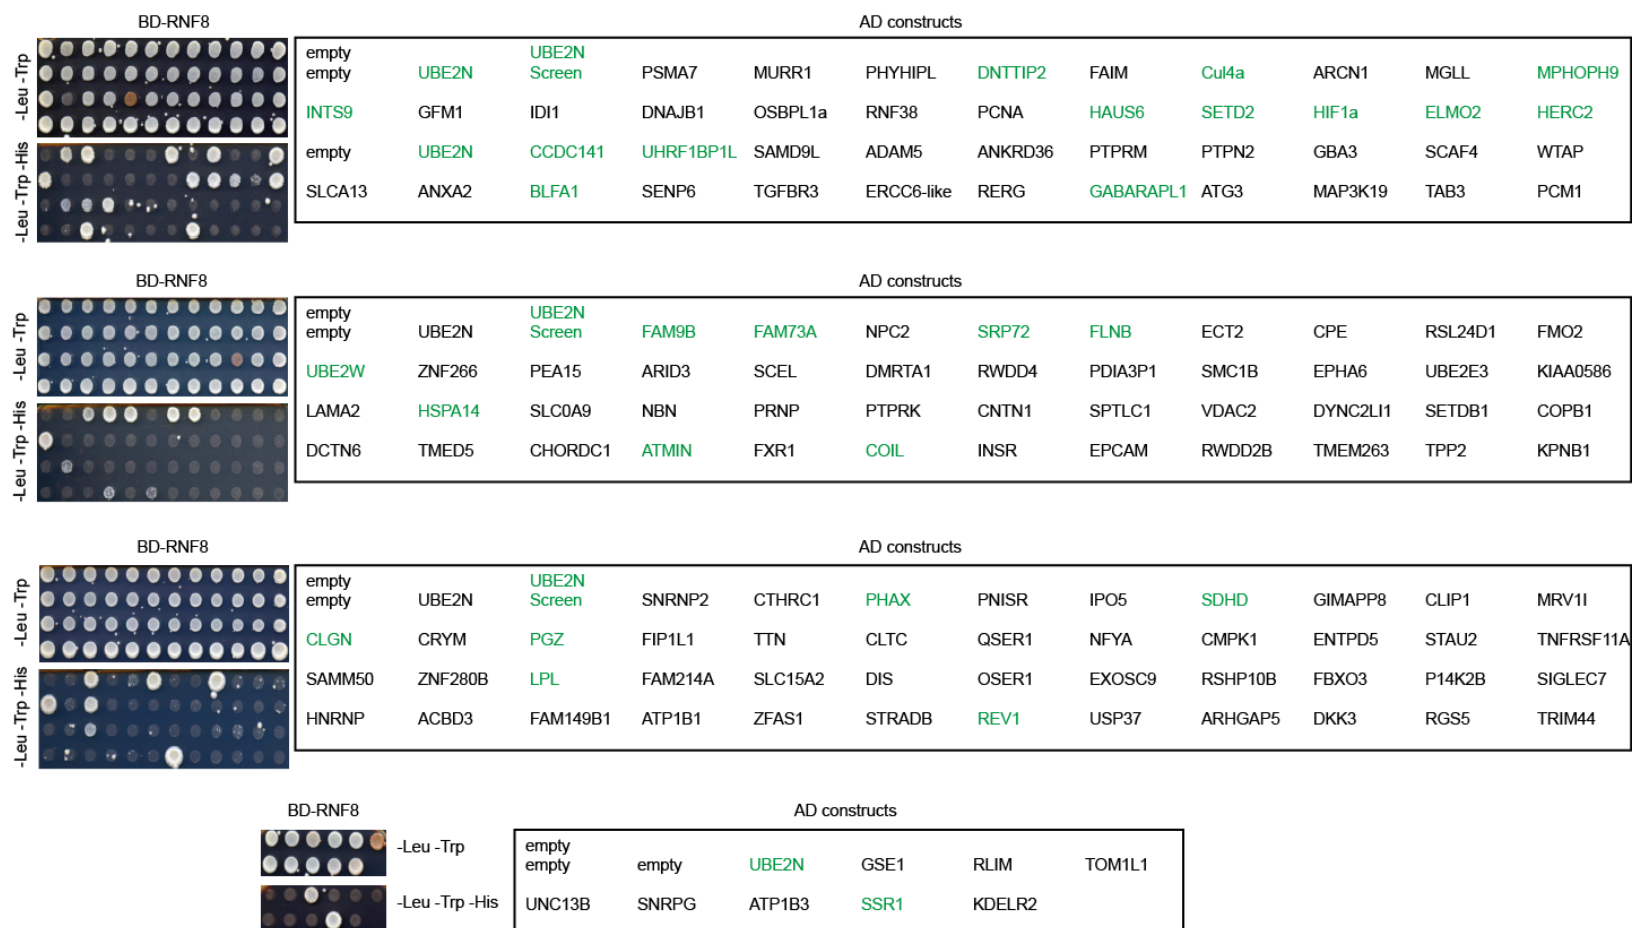 BD-RNF8
AD constructs
-Leu -Trp
-Leu -Trp -His
empty UBE2N
empty UBE2N Screen PSMA7 MURR1 PHYHIPL DNTTIP2 FAIM Cul4a ARCN1 MGLL MPHOPH9
INTS9 GFM1 IDI1 DNAJB1 OSBPL1a RNF38 PCNA HAUS6 SETD2 HIF1a ELMO2 HERC2
empty UBE2N CCDC141 UHRF1BP1L SAMD9L ADAM5 ANKRD36 PTPRM PTPN2 GBA3 SCAF4 WTAP
SLCA13 ANXA2 BLFA1 SENP6 TGFBR3 ERCC6-like RERG GABARAPL1 ATG3 MAP3K19 TAB3 PCM1
BD-RNF8
AD constructs
-Leu -Trp
-Leu -Trp -His
empty UBE2N
empty UBE2N Screen FAM9B FAM73A NPC2 SRP72 FLNB ECT2 CPE RSL24D1 FMO2
UBE2W ZNF266 PEA15 ARID3 SCEL DMRTA1 RWDD4 PDIA3P1 SMC1B EPHA6 UBE2E3 KIAA0586
LAMA2 HSPA14 SLC0A9 NBN PRNP PTPRK CNTN1 SPTLC1 VDAC2 DYNC2LI1 SETDB1 COPB1
DCTN6 TMED5 CHORDC1 ATMIN FXR1 COIL INSR EPCAM RWDD2B TMEM263 TPP2 KPNB1
BD-RNF8
AD constructs
-Leu -Trp
-Leu -Trp -His
empty UBE2N
empty UBE2N Screen SNRNP2 CTHRC1 PHAX PNISR IPO5 SDHD GIMAPP8 CLIP1 MRV1I
CLGN CRYM PGZ FIP1L1 TTN CLTC QSER1 NFYA CMPK1 ENTPD5 STAU2 TNFRSF11A
SAMM50 ZNF280B LPL FAM214A SLC15A2 DIS OSER1 EXOSC9 RSHP10B FBXO3 P14K2B SIGLEC7
HNRNP ACBD3 FAM149B1 ATP1B1 ZFAS1 STRADB REV1 USP37 ARHGAP5 DKK3 RGS5 TRIM44
BD-RNF8
AD constructs
-Leu -Trp
-Leu -Trp -His
empty
empty empty UBE2N GSE1 RLIM TOM1L1
UNC13B SNRPG ATP1B3 SSR1 KDELR2